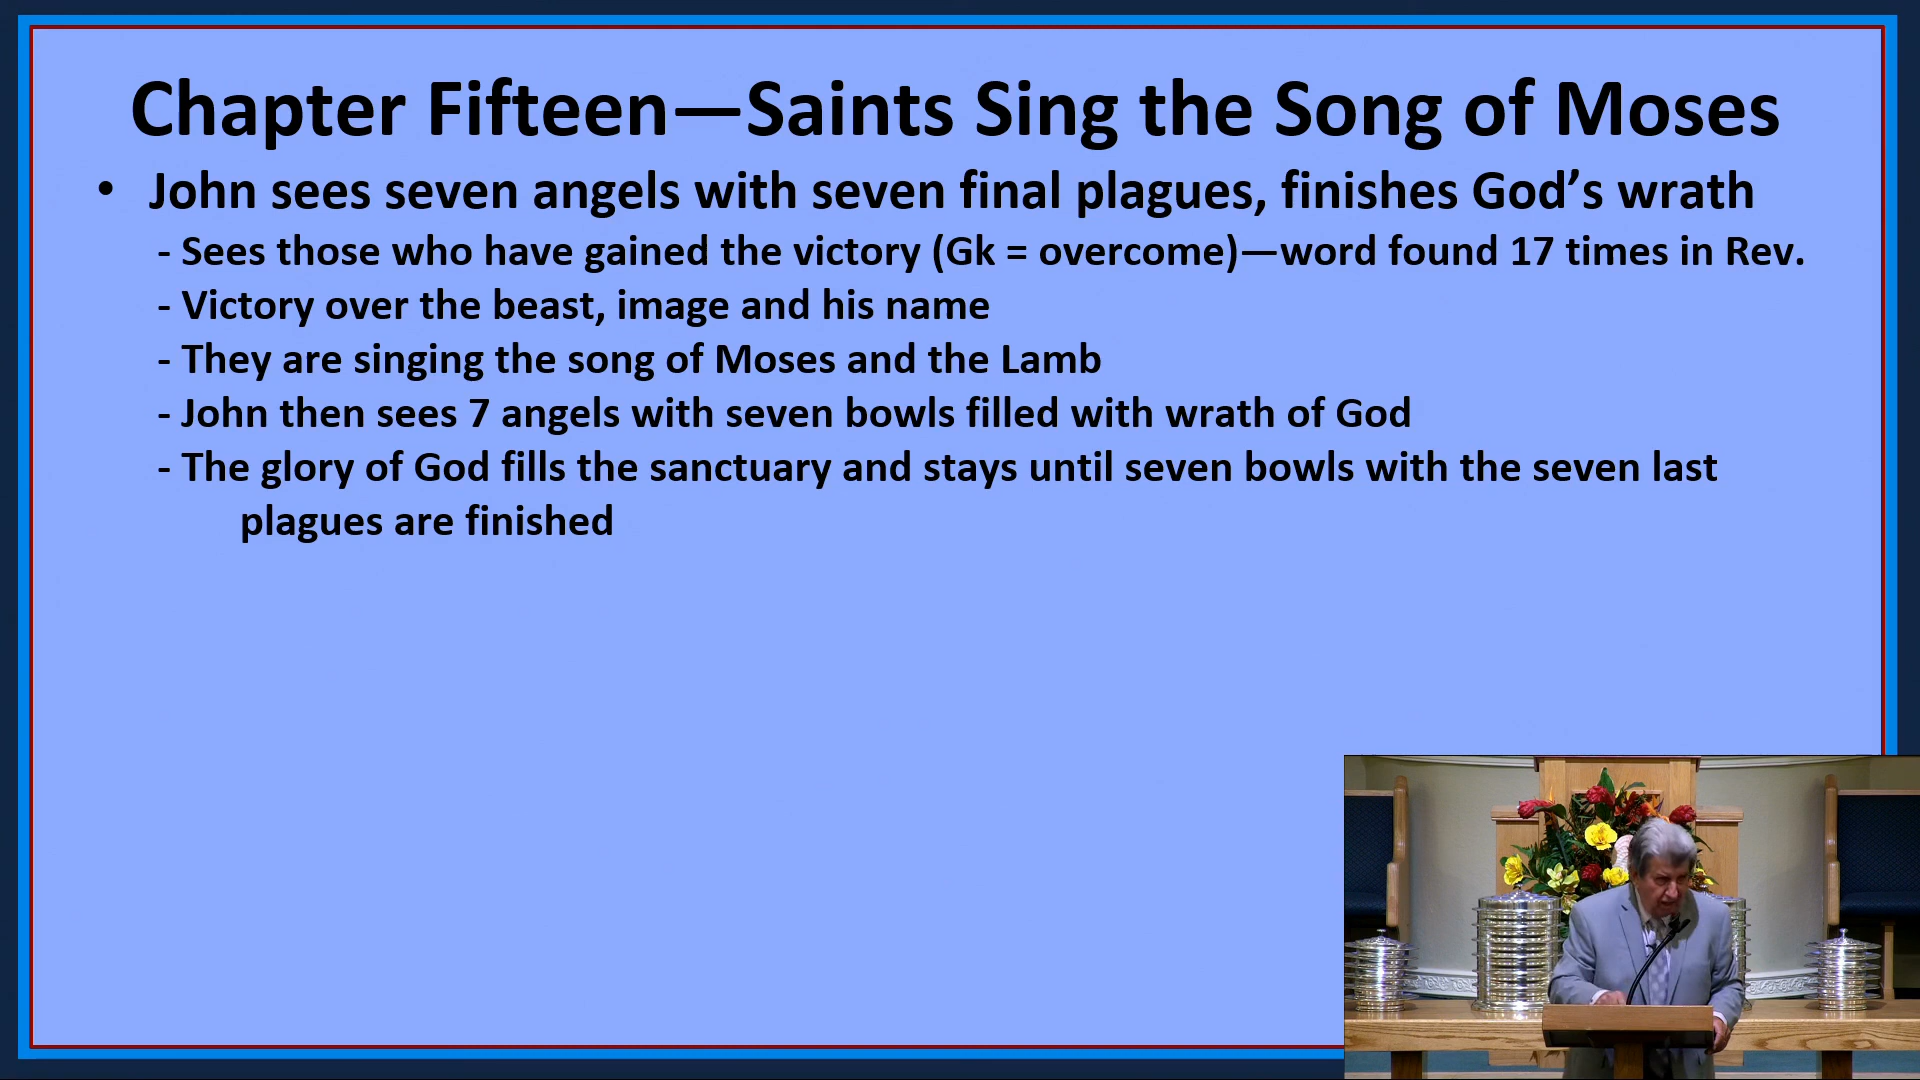 Chapter Fifteen—Saints Sing the Song of Moses
• John sees seven angels with seven final plagues, finishes God’s wrath
- Sees those who have gained the victory (Gk = overcome)—word found 17 times in Rev.
- Victory over the beast, image and his name
- They are singing the song of Moses and the Lamb
- John then sees 7 angels with seven bowls filled with wrath of God
- The glory of God fills the sanctuary and stays until seven bowls with the seven last
plagues are finished